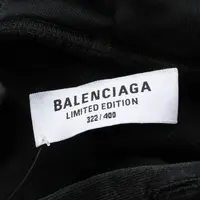 BALENCIAGA
LIMITED EDITION
322 / 400